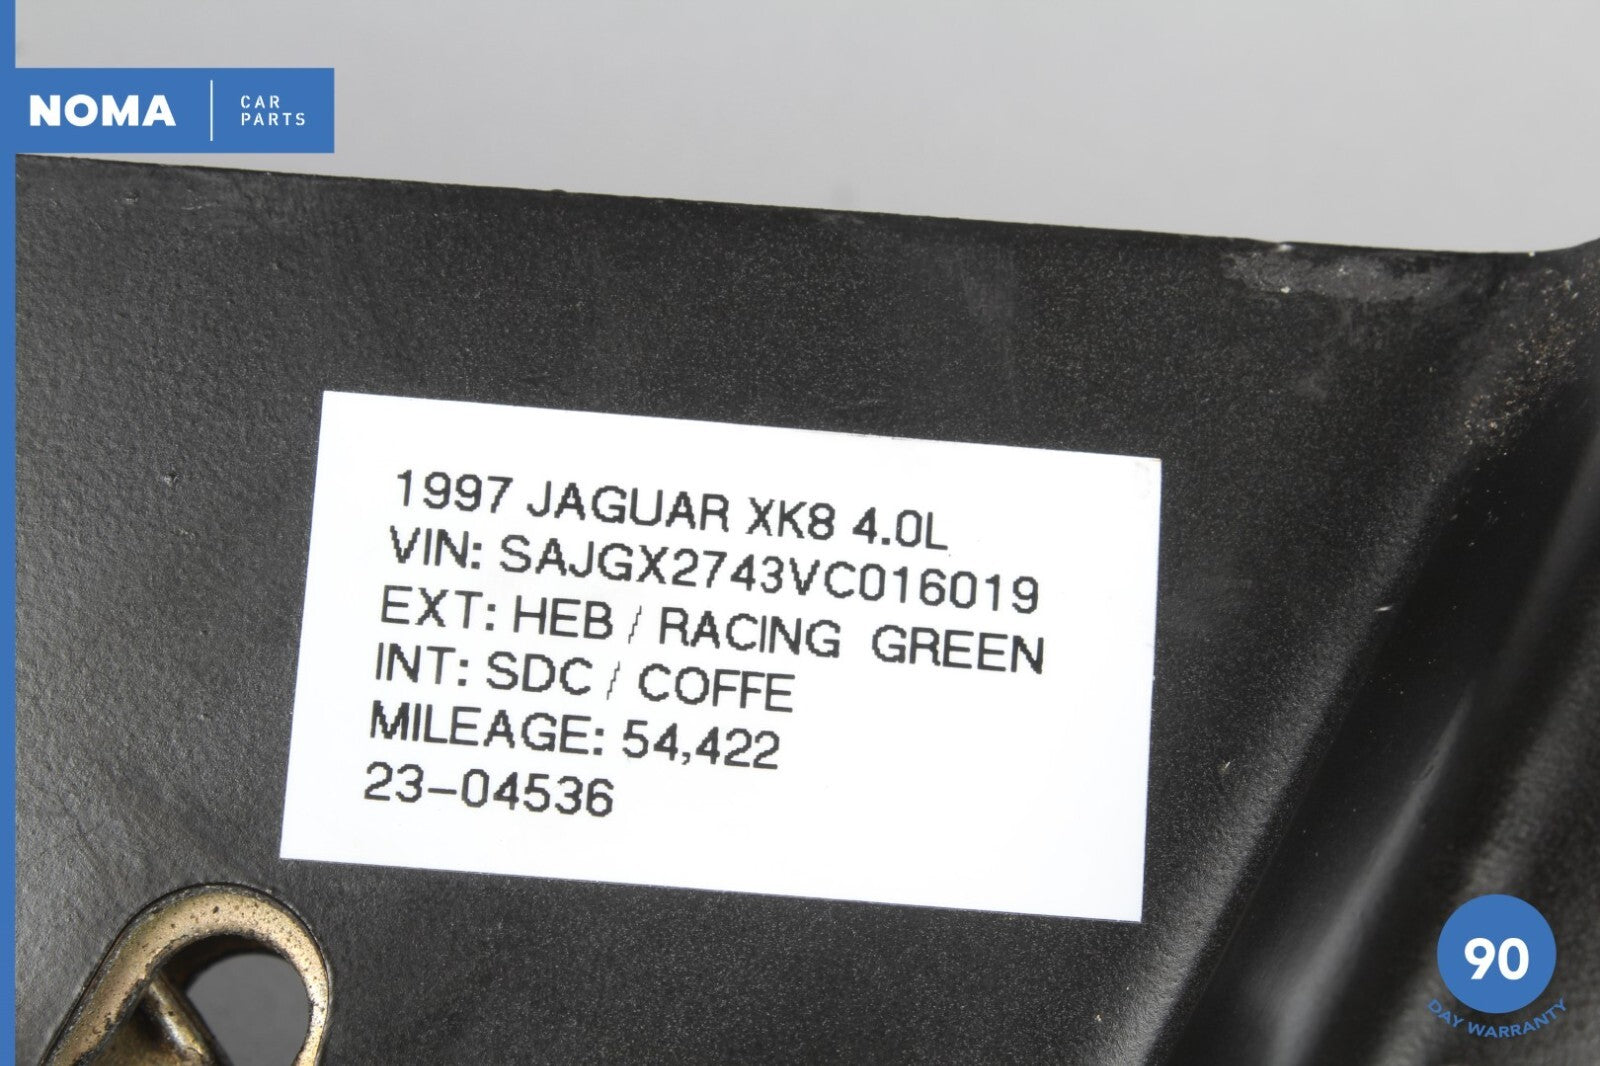 NOMA
CAR
PARTS
1997 JAGUAR XK8 4.0L
VIN: SAJGX2743VC016019
EXT: HEB / RACING GREEN
INT: SDC / COFFE
MILEAGE: 54,422
23-04536
90
DAY WARRANTY